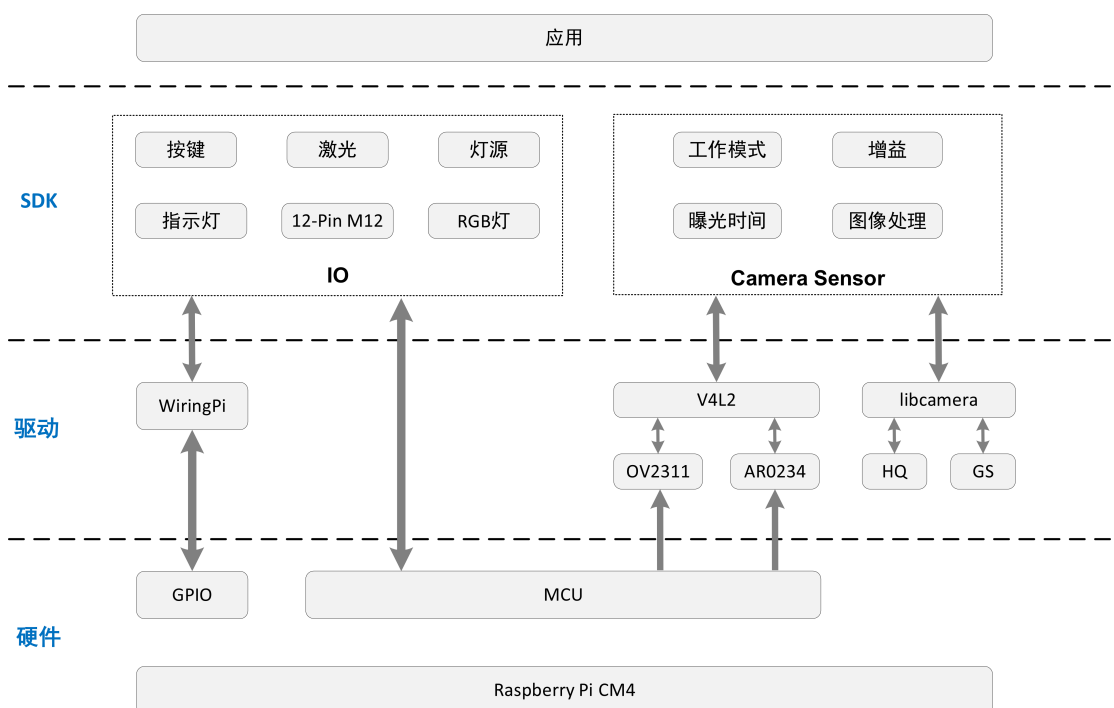 应用
SDK
按键
激光
灯源
指示灯
12-Pin M12
RGB灯
IO
工作模式
增益
曝光时间
图像处理
Camera Sensor
驱动
WiringPi
V4L2
libcamera
OV2311
AR0234
HQ
GS
硬件
GPIO
MCU
Raspberry Pi CM4